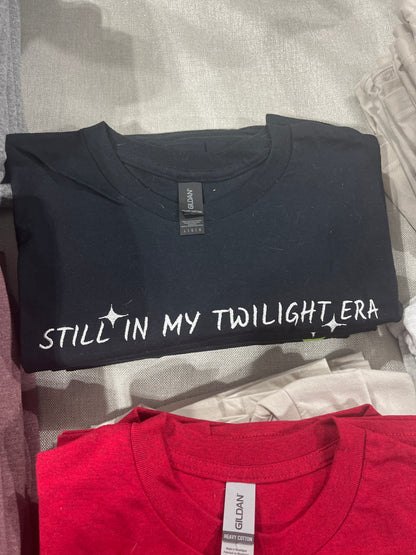 GILDAN
STILL IN MY TWILIGHT ERA
GILDAN
HEAVY COTTON